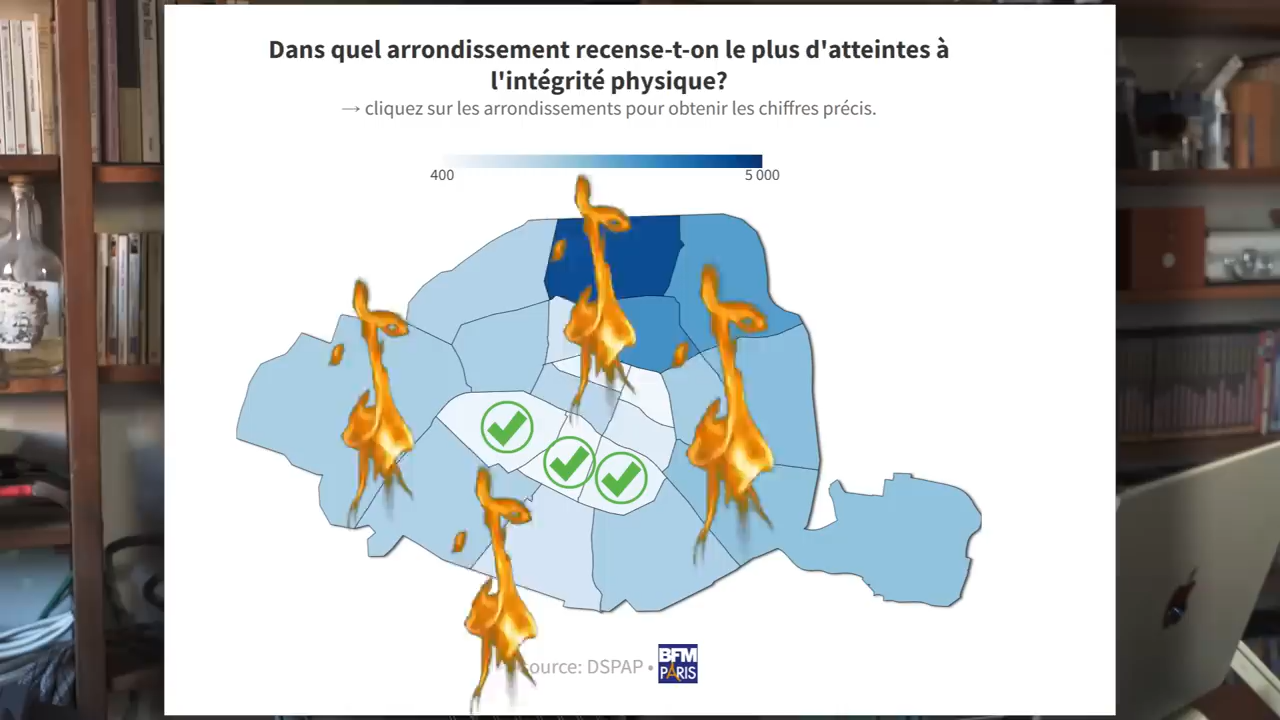 Dans quel arrondissement recense-t-on le plus d'atteintes à
l'intégrité physique?
→ cliquez sur les arrondissements pour obtenir les chiffres précis.
400
5 000
source: DSPAP •
BFM
PARIS